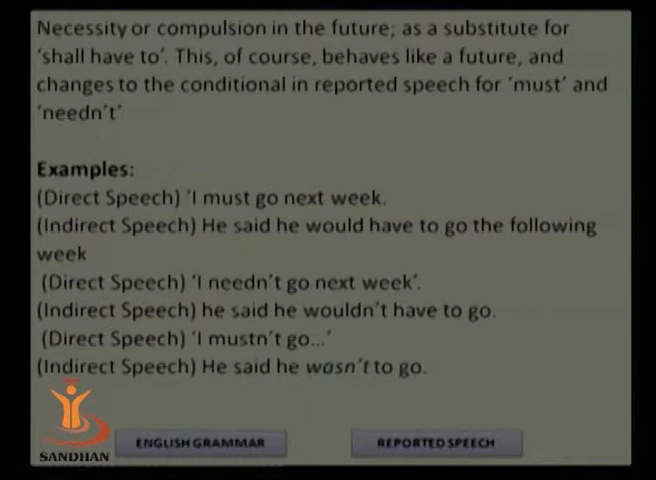 Necessity or compulsion in the future; as a substitute for
'shall have to'. This, of course, behaves like a future, and
changes to the conditional in reported speech for 'must' and
'needn't'
Examples:
(Direct Speech) 'I must go next week.
(Indirect Speech) He said he would have to go the following
week
(Direct Speech) 'I needn't go next week'.
(Indirect Speech) he said he wouldn't have to go.
(Direct Speech) 'I mustn't go...'
(Indirect Speech) He said he wasn't to go.
SANDHAN
ENGLISH GRAMMAR
REPORTED SPEECH